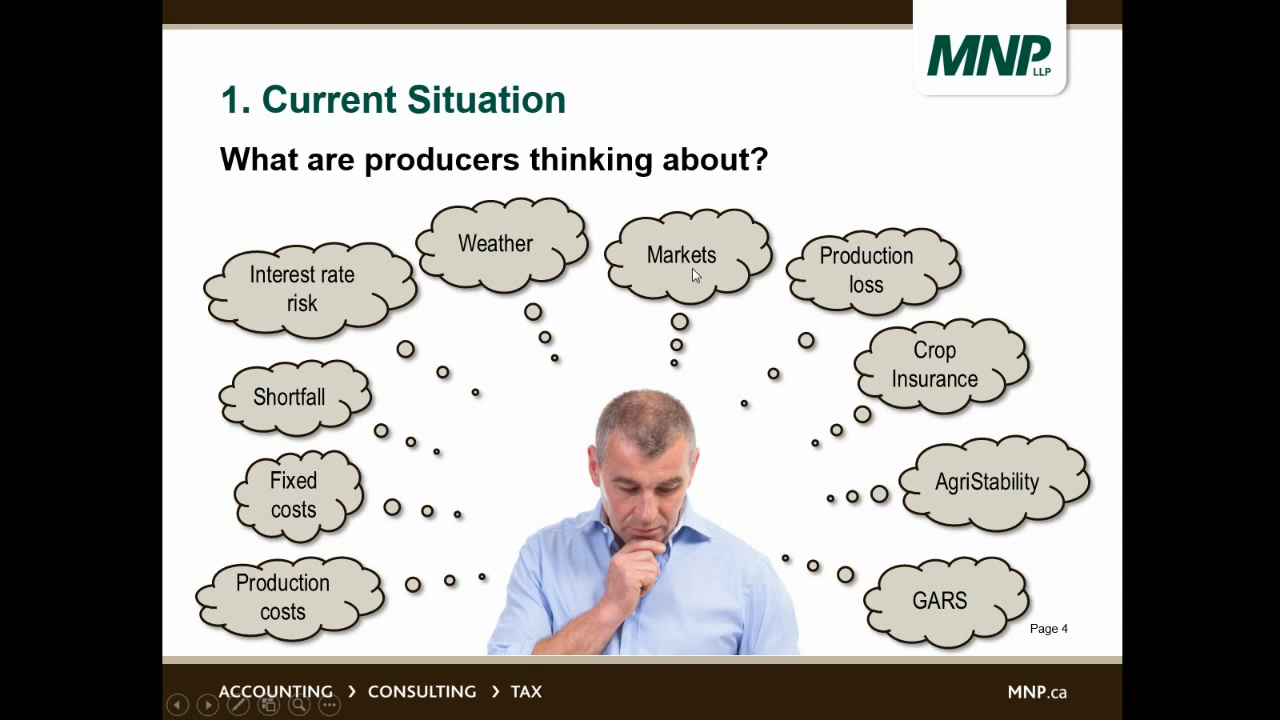 MNP
LLP
1. Current Situation
What are producers thinking about?
Weather
Markets
Production
loss
Interest rate
risk
Crop
Insurance
Shortfall
Fixed
costs
AgriStability
Production
costs
GARS
Page 4
ACCOUNTING › CONSULTING › TAX
MNP.ca